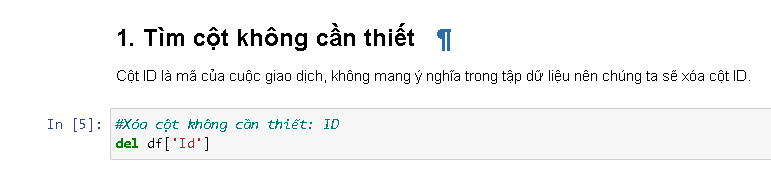 1. Tìm cột không cần thiết ¶
Cột ID là mã của cuộc giao dịch, không mang ý nghĩa trong tập dữ liệu nên chúng ta sẽ xóa cột ID.
In [5]: #Xóa cột không cần thiết: ID
del df['Id']